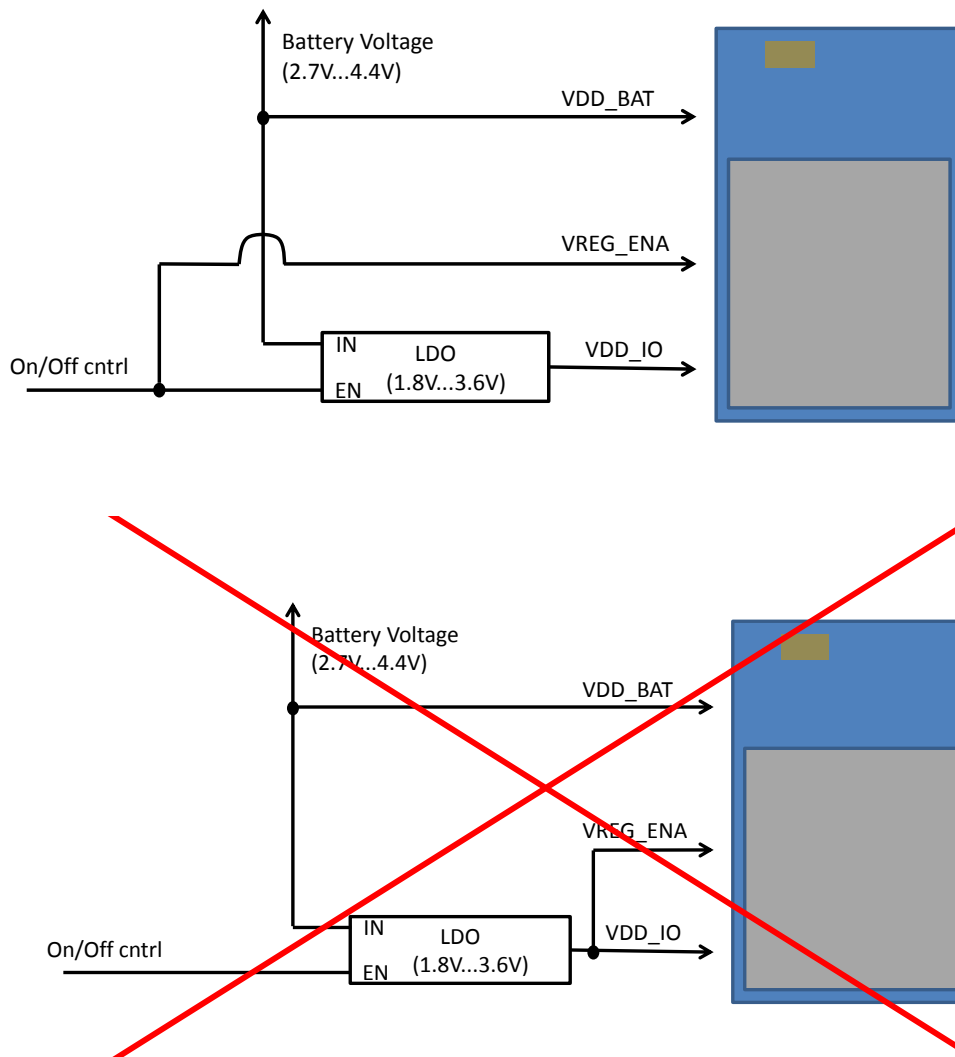 Battery Voltage
(2.7V...4.4V)
VDD_BAT
VREG_ENA
On/Off cntrl
IN
LDO
VDD_IO
(1.8V...3.6V)
EN
Battery Voltage
(2.7V...4.4V)
VDD_BAT
VREG_ENA
IN
LDO
VDD_IO
On/Off cntrl
(1.8V...3.6V)
EN